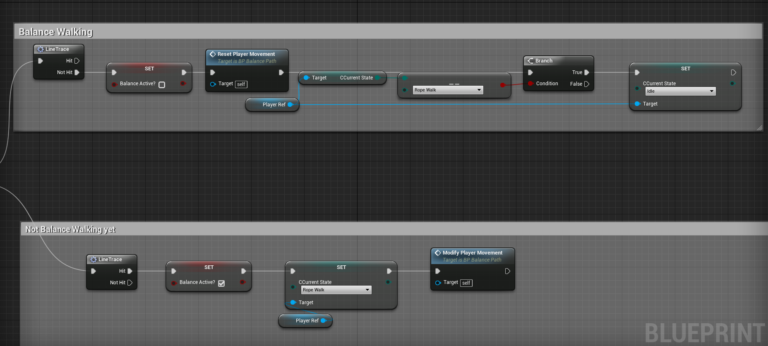 Balance Walking
LineTrace
Hit
Not Hit
SET
Balance Active?
Reset Player Movement
Target is BP Balance Path
Target self
Target CCurrent State
Player Ref
==
Rope Walk
Branch
True
Condition False
SET
CCurrent State
Idle
Target
Not Balance Walking yet
LineTrace
Hit
Not Hit
SET
Balance Active?
SET
CCurrent State
Rope Walk
Target
Player Ref
Modify Player Movement
Target is BP Balance Path
Target self
BLUEPRINT